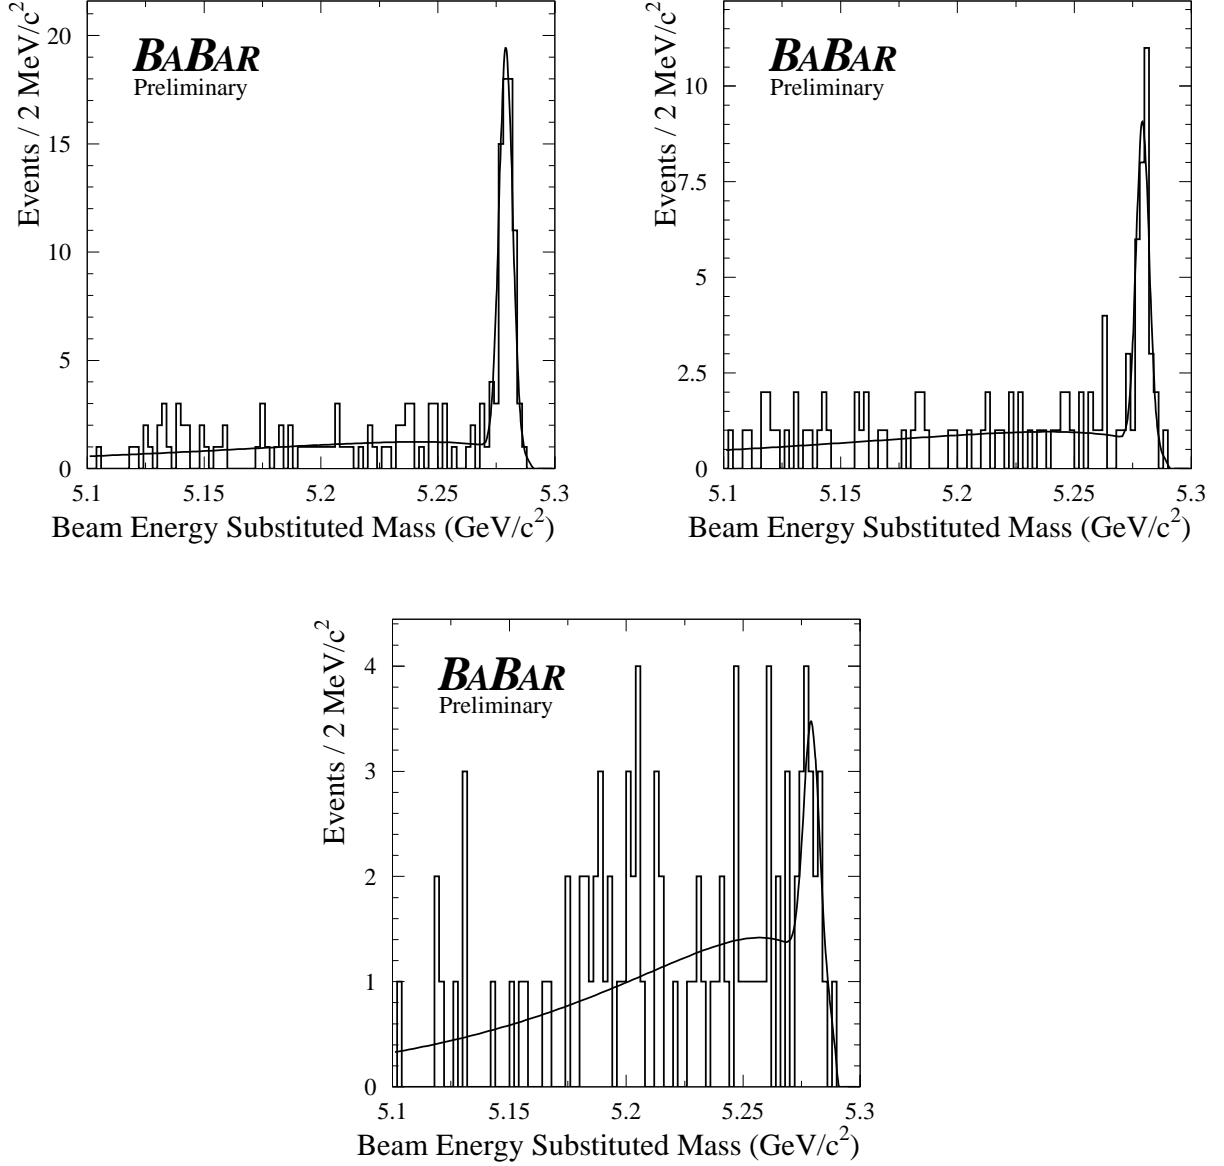 Events / 2 MeV/c²
20
15
10
5
0
BABAR
Preliminary
5.1 5.15 5.2 5.25 5.3
Beam Energy Substituted Mass (GeV/c²)
Events / 2 MeV/c²
10
7.5
5
2.5
0
BABAR
Preliminary
5.1 5.15 5.2 5.25 5.3
Beam Energy Substituted Mass (GeV/c²)
Events / 2 MeV/c²
4
3
2
1
0
BABAR
Preliminary
5.1 5.15 5.2 5.25 5.3
Beam Energy Substituted Mass (GeV/c²)